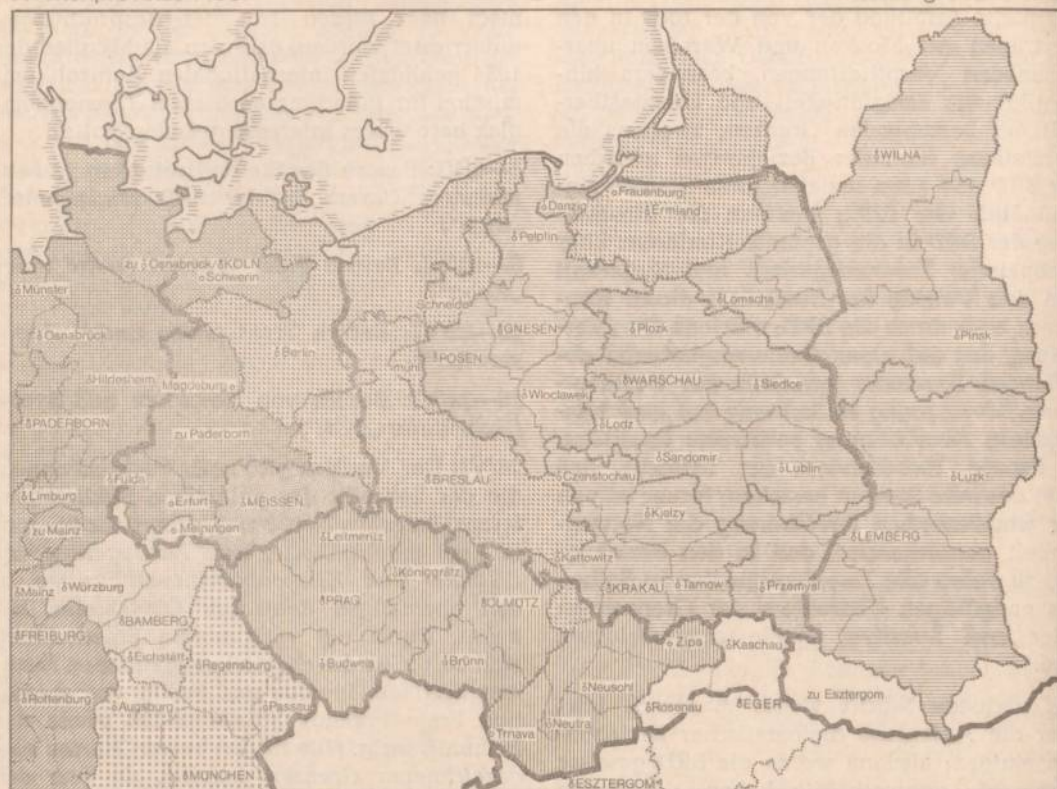 WILNA
Frauenburg
Danzig
Ermland
Pelplin
zu Osnabrück/KÖLN
Schwerin
Münster
Schneide
Lomscha
Osnabrück
GNESEN
Plozk
Pinsk
Berlin
POSEN
mühl
Hildesheim
Magdeburg
WARSCHAU
Siedlce
Wloclawek
PADERBORN
Lodz
zu Paderborn
Sandomir
Lublin
Fulda
BRESLAU
Czenstochau
Luzk
Limburg
Erfurt
MEISSEN
Kjelzy
zu Mainz
Meiningen
Leitmeritz
LEMBERG
Kattowitz
Königgrätz
Mainz
Würzburg
KRAKAU
Tarnow
Przemysl
PRAG
OLMÜTZ
BAMBERG
FREIBURG
Zips
Kaschau
Eichstätt
Regensburg
Budweis
Brünn
Neusohl
zu Esztergom
Rottenburg
Augsburg
Passau
Rosenau
EGER
Neutra
Trnava
MÜNCHEN
ESZTERGOM